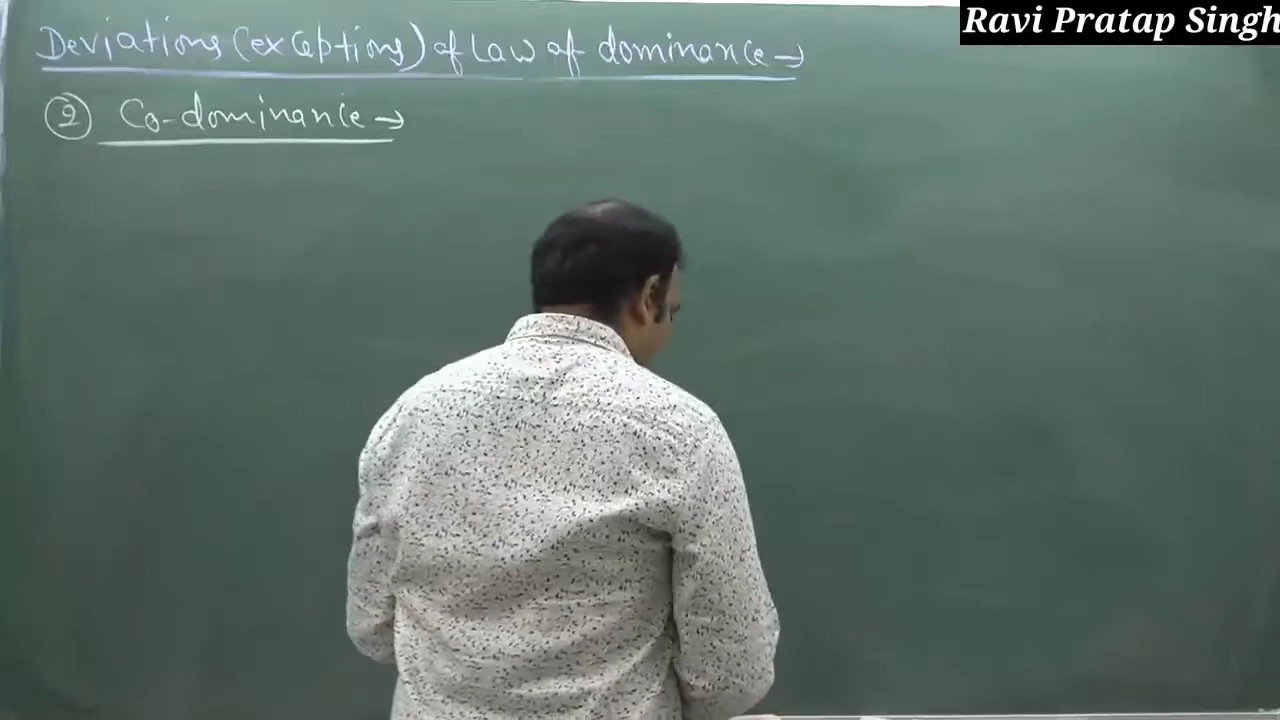 Ravi Pratap Singh
Deviations (exceptions) of Law of dominance →
② Co-dominance →